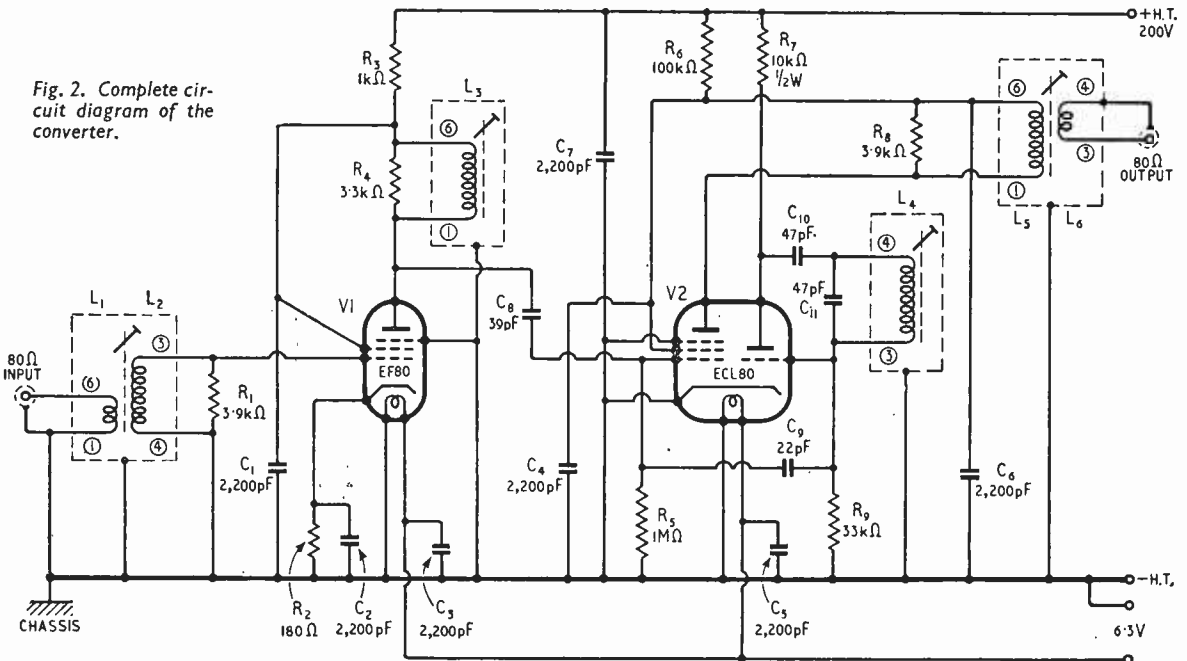 Fig. 2. Complete cir-
cuit diagram of the
converter.
+H.T.
200V
R3
1kΩ
R6
100kΩ
R7
10kΩ
½W
L3
⑥
①
R4
3·3kΩ
C7
2,200pF
R8
3·9kΩ
⑥
④
①
③
80Ω
OUTPUT
L5
L6
C10
47pF.
L4
④
③
47pF
C11
L1
L2
80Ω
INPUT
⑥
①
③
④
R1
3·9kΩ
V1
EF80
C8
39pF
V2
ECL80
C1
2,200pF
C4
2,200pF
C9
22pF
C6
2,200pF
R5
1MΩ
R9
33kΩ
CHASSIS
R2
180Ω
C2
2,200pF
C3
2,200pF
C5
2,200pF
-H.T.
6·3V